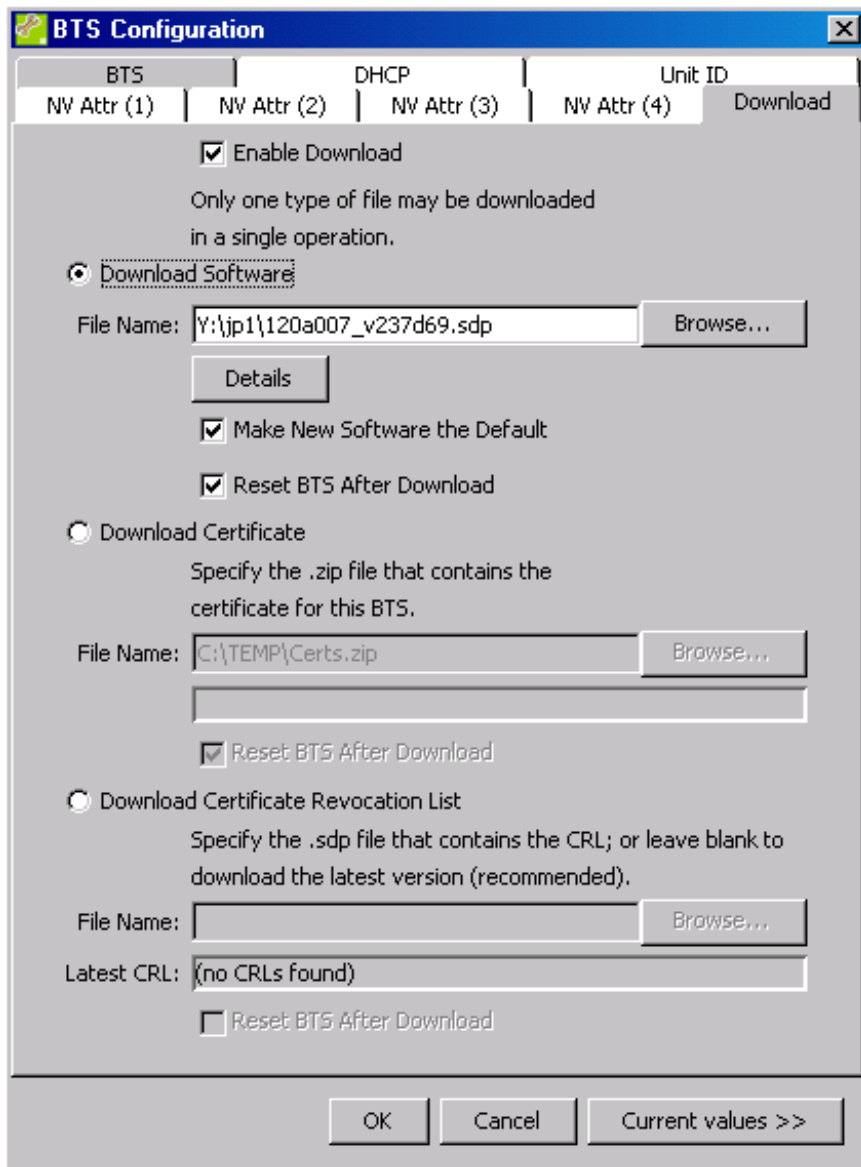 BTS Configuration
BTS DHCP Unit ID
NV Attr (1) NV Attr (2) NV Attr (3) NV Attr (4) Download
Enable Download
Only one type of file may be downloaded
in a single operation.
Download Software
File Name: Y:\jp1\120a007_v237d69.sdp Browse...
Details
Make New Software the Default
Reset BTS After Download
Download Certificate
Specify the .zip file that contains the
certificate for this BTS.
File Name: C:\TEMP\Certs.zip Browse...
Reset BTS After Download
Download Certificate Revocation List
Specify the .sdp file that contains the CRL; or leave blank to
download the latest version (recommended).
File Name: Browse...
Latest CRL: (no CRLs found)
Reset BTS After Download
OK Cancel Current values >>